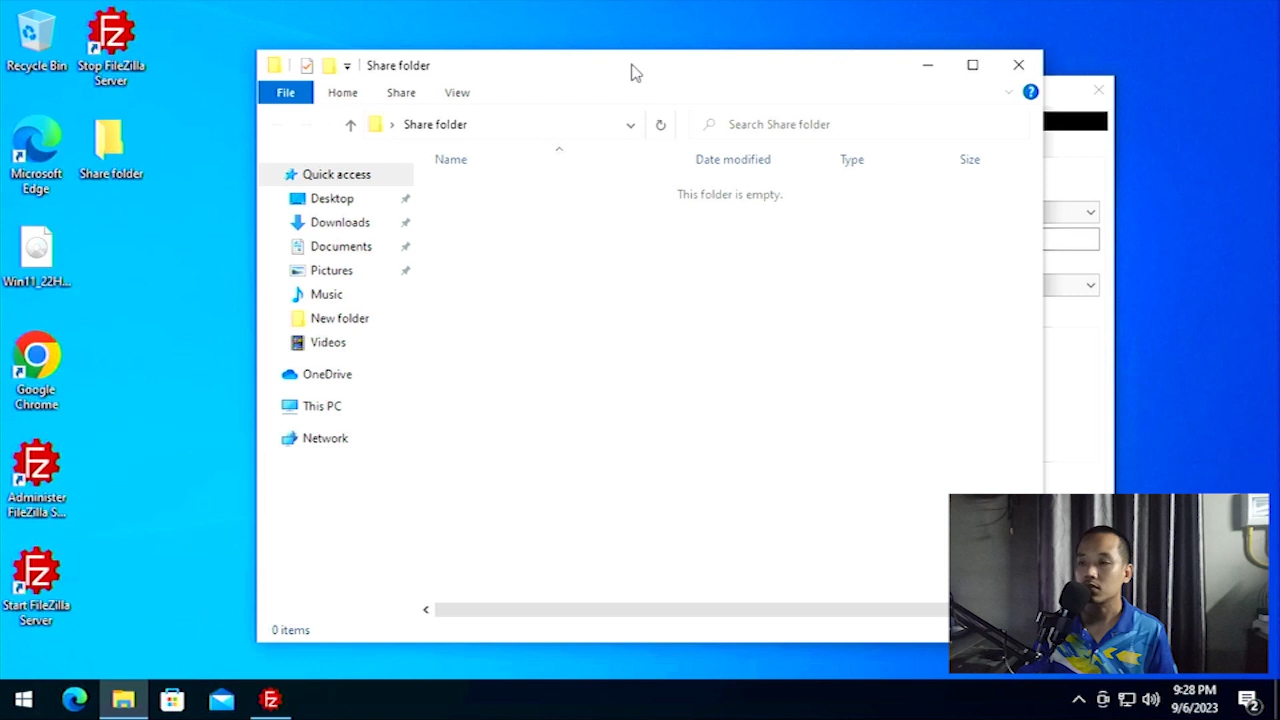 Recycle Bin
Stop FileZilla
Server
Microsoft
Edge
Share folder
Win11_22H...
Google
Chrome
Administer
FileZilla S...
Start FileZilla
Server
Share folder
File
Home
Share
View
?
Share folder
Search Share folder
Name
Date modified
Type
Size
This folder is empty.
Quick access
Desktop
Downloads
Documents
Pictures
Music
New folder
Videos
OneDrive
This PC
Network
0 items
9:28 PM
9/6/2023
2